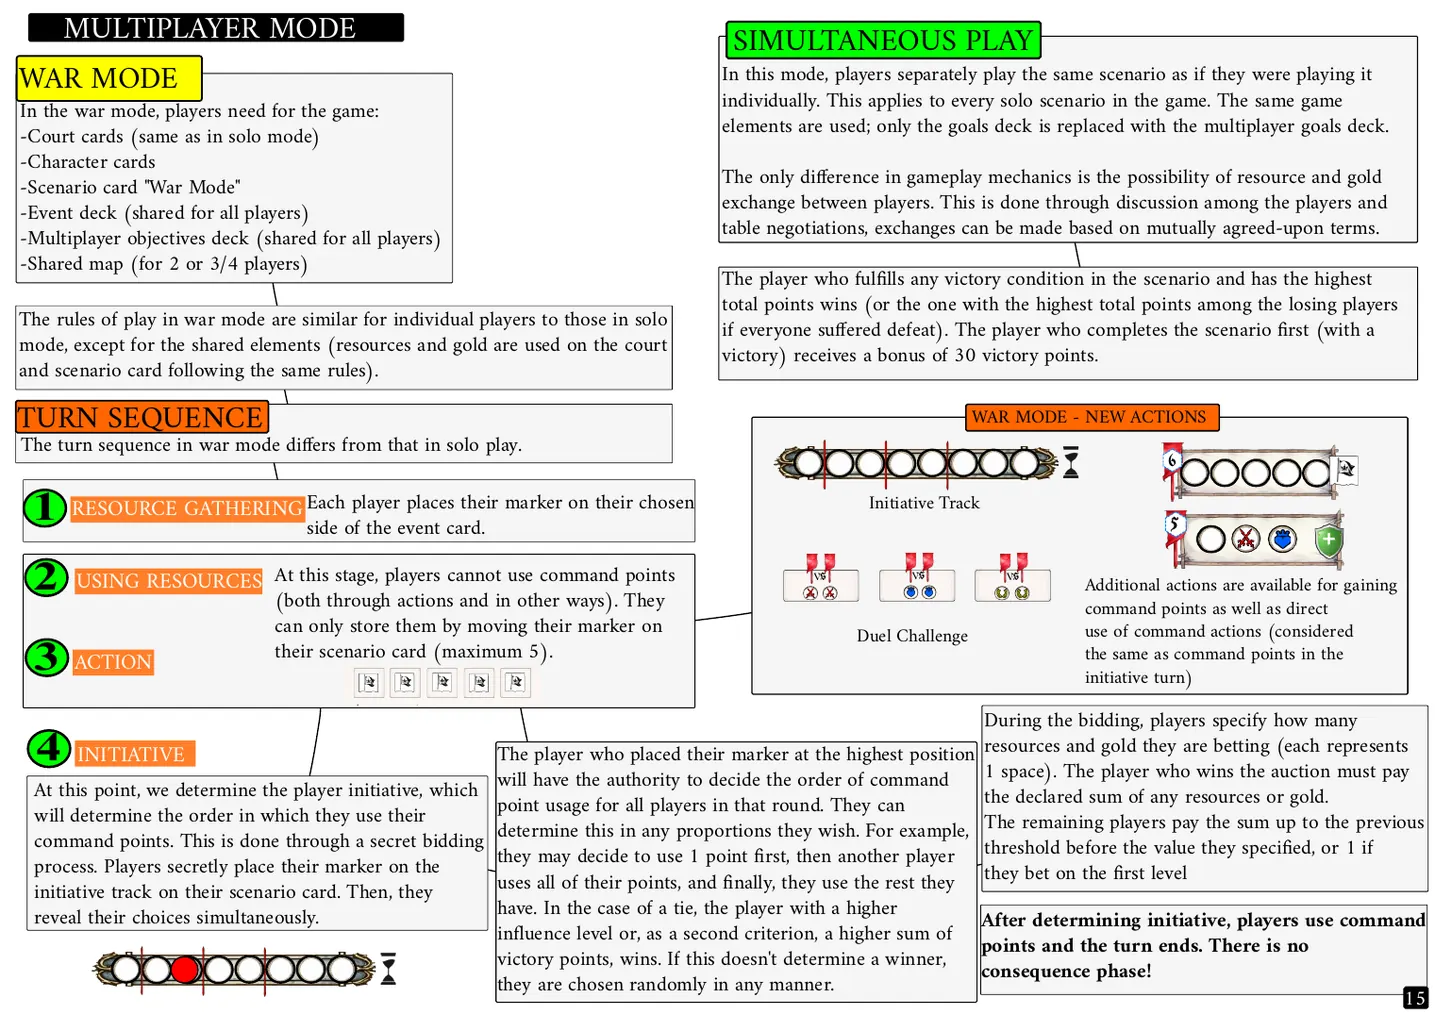 MULTIPLAYER MODE
WAR MODE
In the war mode, players need for the game:
-Court cards (same as in solo mode)
-Character cards
-Scenario card "War Mode"
-Event deck (shared for all players)
-Multiplayer objectives deck (shared for all players)
-Shared map (for 2 or 3/4 players)
The rules of play in war mode are similar for individual players to those in solo
mode, except for the shared elements (resources and gold are used on the court
and scenario card following the same rules).
TURN SEQUENCE
The turn sequence in war mode differs from that in solo play.
1 RESOURCE GATHERING
Each player places their marker on their chosen
side of the event card.
2 USING RESOURCES
3 ACTION
At this stage, players cannot use command points
(both through actions and in other ways). They
can only store them by moving their marker on
their scenario card (maximum 5).
4 INITIATIVE
At this point, we determine the player initiative, which
will determine the order in which they use their
command points. This is done through a secret bidding
process. Players secretly place their marker on the
initiative track on their scenario card. Then, they
reveal their choices simultaneously.
The player who placed their marker at the highest position
will have the authority to decide the order of command
point usage for all players in that round. They can
determine this in any proportions they wish. For example,
they may decide to use 1 point first, then another player
uses all of their points, and finally, they use the rest they
have. In the case of a tie, the player with a higher
influence level or, as a second criterion, a higher sum of
victory points, wins. If this doesn't determine a winner,
they are chosen randomly in any manner.
SIMULTANEOUS PLAY
In this mode, players separately play the same scenario as if they were playing it
individually. This applies to every solo scenario in the game. The same game
elements are used; only the goals deck is replaced with the multiplayer goals deck.
The only difference in gameplay mechanics is the possibility of resource and gold
exchange between players. This is done through discussion among the players and
table negotiations, exchanges can be made based on mutually agreed-upon terms.
The player who fulfills any victory condition in the scenario and has the highest
total points wins (or the one with the highest total points among the losing players
if everyone suffered defeat). The player who completes the scenario first (with a
victory) receives a bonus of 30 victory points.
WAR MODE - NEW ACTIONS
Initiative Track
VS
VS
VS
Duel Challenge
6
5
Additional actions are available for gaining
command points as well as direct
use of command actions (considered
the same as command points in the
initiative turn)
During the bidding, players specify how many
resources and gold they are betting (each represents
1 space). The player who wins the auction must pay
the declared sum of any resources or gold.
The remaining players pay the sum up to the previous
threshold before the value they specified, or 1 if
they bet on the first level
After determining initiative, players use command
points and the turn ends. There is no
consequence phase!
15